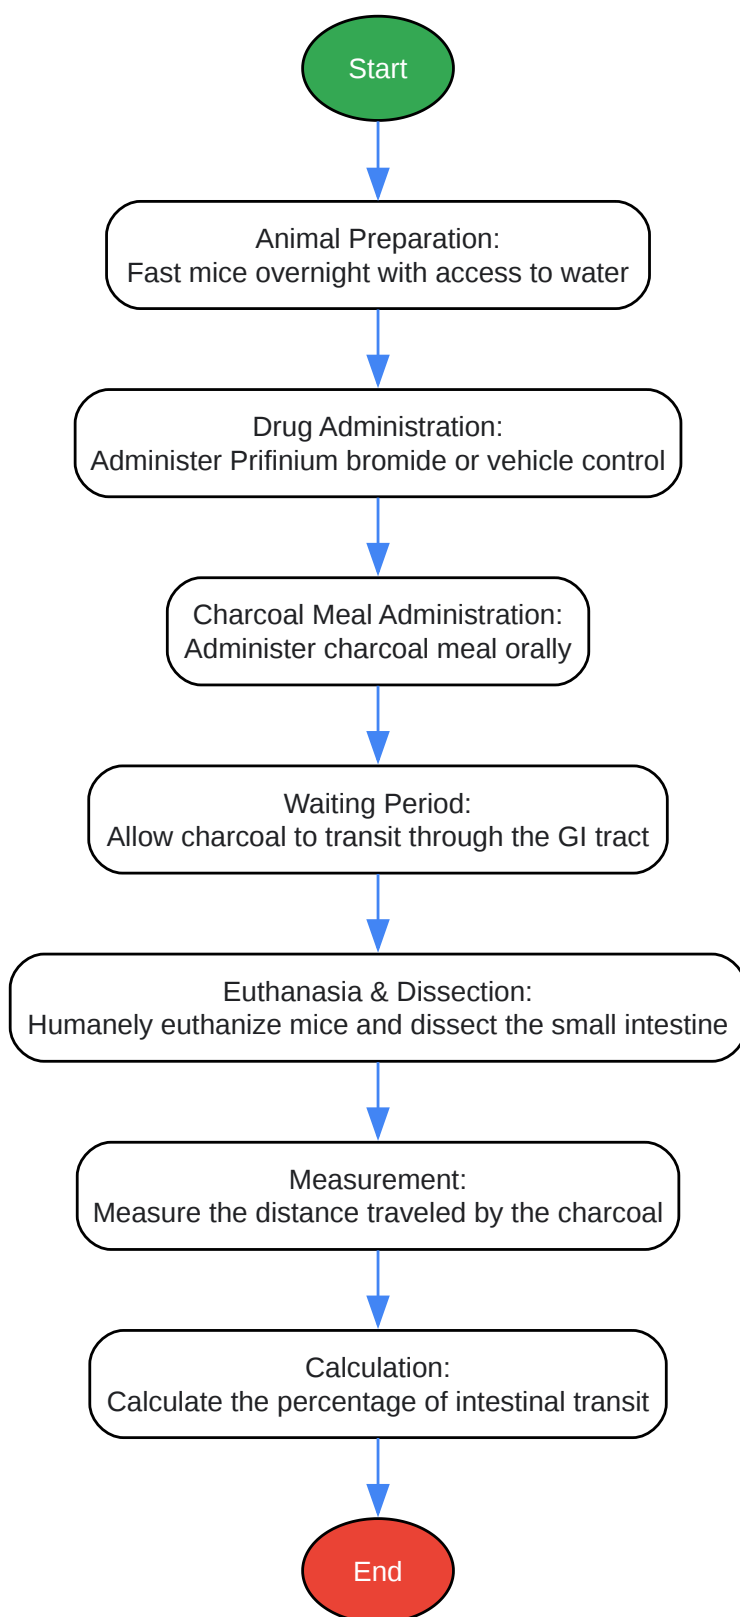 Start
Animal Preparation:
Fast mice overnight with access to water
Drug Administration:
Administer Prifinium bromide or vehicle control
Charcoal Meal Administration:
Administer charcoal meal orally
Waiting Period:
Allow charcoal to transit through the GI tract
Euthanasia & Dissection:
Humanely euthanize mice and dissect the small intestine
Measurement:
Measure the distance traveled by the charcoal
Calculation:
Calculate the percentage of intestinal transit
End